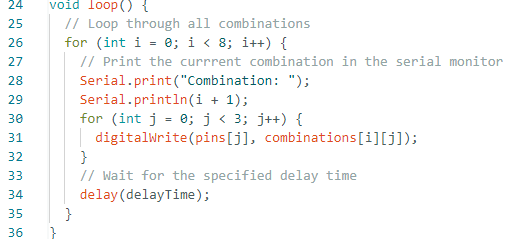 24 void loop() {
25 // Loop through all combinations
26 for (int i = 0; i < 8; i++) {
27 // Print the currrent combination in the serial monitor
28 Serial.print("Combination: ");
29 Serial.println(i + 1);
30 for (int j = 0; j < 3; j++) {
31 digitalWrite(pins[j], combinations[i][j]);
32 }
33 // Wait for the specified delay time
34 delay(delayTime);
35 }
36 }